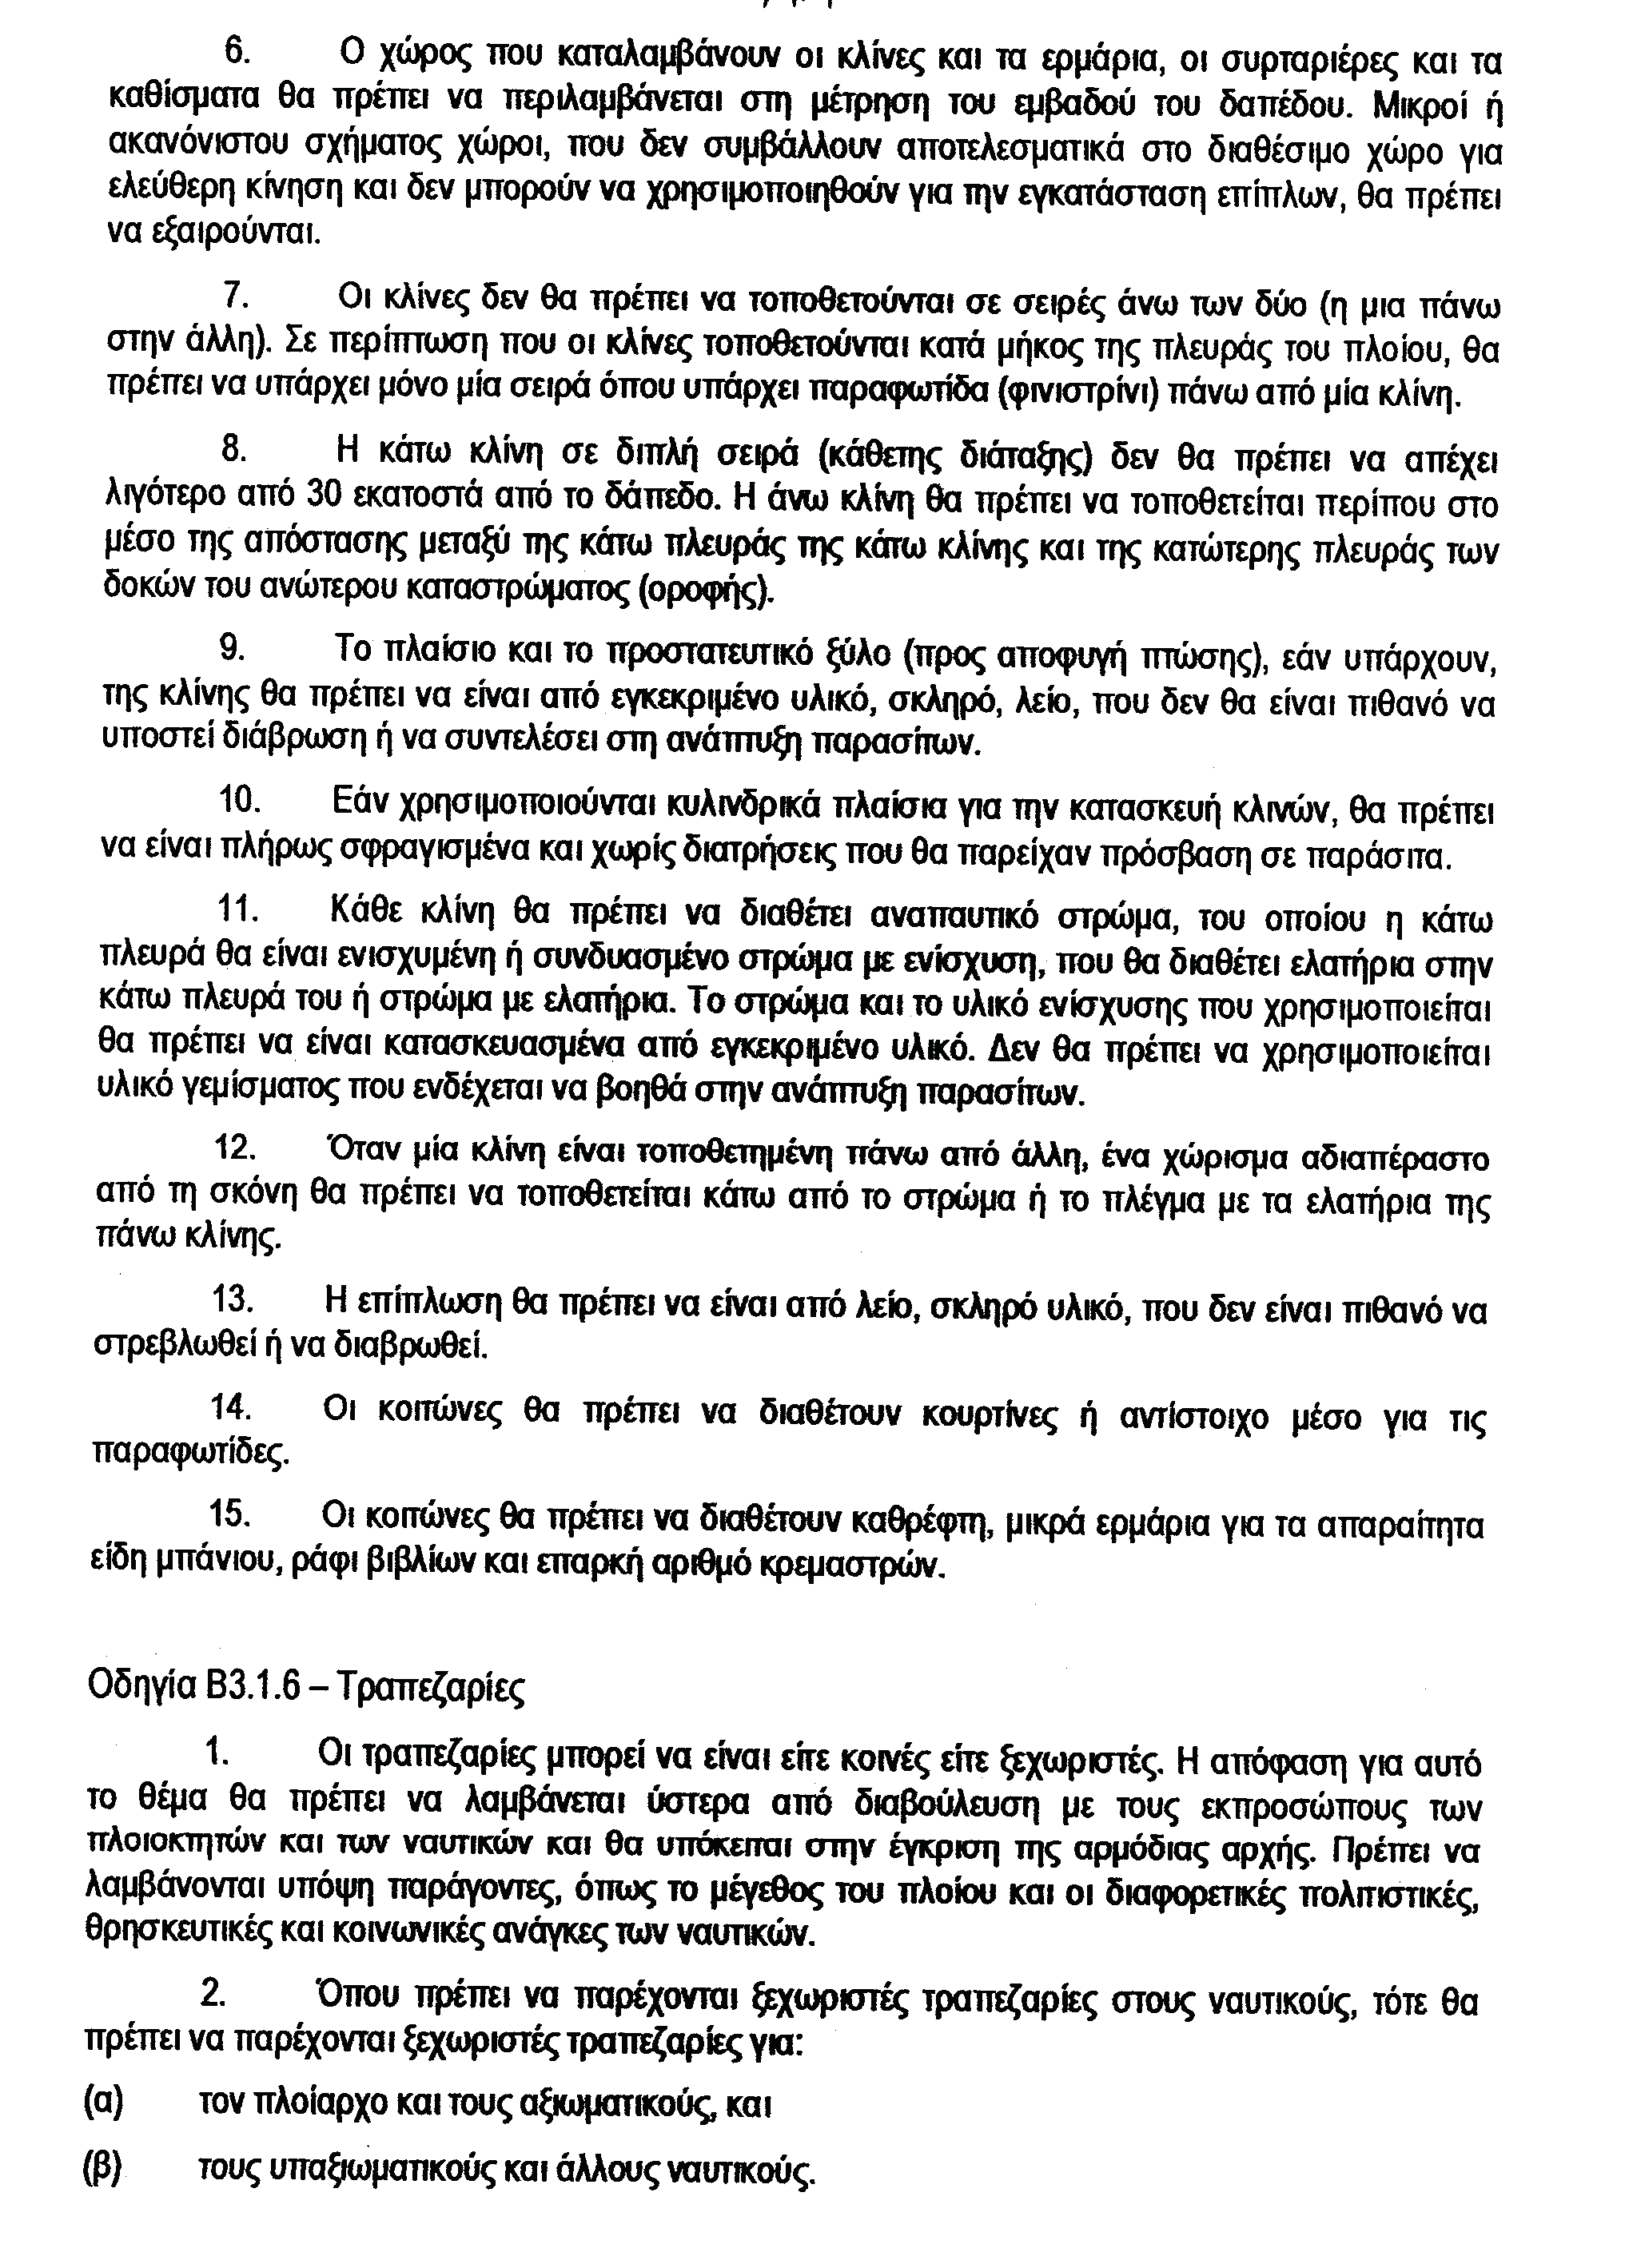 6. Ο χώρος που καταλαμβάνουν οι κλίνες και τα ερμάρια, οι συρταριέρες και τα
καθίσματα θα πρέπει να περιλαμβάνεται στη μέτρηση του εμβαδού του δαπέδου. Μικροί ή
ακανόνιστου σχήματος χώροι, που δεν συμβάλλουν αποτελεσματικά στο διαθέσιμο χώρο για
ελεύθερη κίνηση και δεν μπορούν να χρησιμοποιηθούν για την εγκατάσταση επίπλων, θα πρέπει
να εξαιρούνται.
7. Οι κλίνες δεν θα πρέπει να τοποθετούνται σε σειρές άνω των δύο (η μια πάνω
στην άλλη). Σε περίπτωση που οι κλίνες τοποθετούνται κατά μήκος της πλευράς του πλοίου, θα
πρέπει να υπάρχει μόνο μία σειρά όπου υπάρχει παραφωτίδα (φινιστρίνι) πάνω από μία κλίνη.
8. Η κάτω κλίνη σε διπλή σειρά (κάθετης διάταξης) δεν θα πρέπει να απέχει
λιγότερο από 30 εκατοστά από το δάπεδο. Η άνω κλίνη θα πρέπει να τοποθετείται περίπου στο
μέσο της απόστασης μεταξύ της κάτω πλευράς της κάτω κλίνης και της κατώτερης πλευράς των
δοκών του ανώτερου καταστρώματος (οροφής).
9. Το πλαίσιο και το προστατευτικό ξύλο (προς αποφυγή πτώσης), εάν υπάρχουν,
της κλίνης θα πρέπει να είναι από εγκεκριμένο υλικό, σκληρό, λείο, που δεν θα είναι πιθανό να
υποστεί διάβρωση ή να συντελέσει στη ανάπτυξη παρασίτων.
10. Εάν χρησιμοποιούνται κυλινδρικά πλαίσια για την κατασκευή κλινών, θα πρέπει
να είναι πλήρως σφραγισμένα και χωρίς διατρήσεις που θα παρείχαν πρόσβαση σε παράσιτα.
11. Κάθε κλίνη θα πρέπει να διαθέτει αναπαυτικό στρώμα, του οποίου η κάτω
πλευρά θα είναι ενισχυμένη ή συνδυασμένο στρώμα με ενίσχυση, που θα διαθέτει ελατήρια στην
κάτω πλευρά του ή στρώμα με ελατήρια. Το στρώμα και το υλικό ενίσχυσης που χρησιμοποιείται
θα πρέπει να είναι κατασκευασμένα από εγκεκριμένο υλικό. Δεν θα πρέπει να χρησιμοποιείται
υλικό γεμίσματος που ενδέχεται να βοηθά στην ανάπτυξη παρασίτων.
12. Όταν μία κλίνη είναι τοποθετημένη πάνω από άλλη, ένα χώρισμα αδιαπέραστο
από τη σκόνη θα πρέπει να τοποθετείται κάτω από το στρώμα ή το πλέγμα με τα ελατήρια της
πάνω κλίνης.
13. Η επίπλωση θα πρέπει να είναι από λείο, σκληρό υλικό, που δεν είναι πιθανό να
στρεβλωθεί ή να διαβρωθεί.
14. Οι κοιτώνες θα πρέπει να διαθέτουν κουρτίνες ή αντίστοιχο μέσο για τις
παραφωτίδες.
15. Οι κοιτώνες θα πρέπει να διαθέτουν καθρέφτη, μικρά ερμάρια για τα απαραίτητα
είδη μπάνιου, ράφι βιβλίων και επαρκή αριθμό κρεμαστρών.
Οδηγία Β3.1.6 – Τραπεζαρίες
1. Οι τραπεζαρίες μπορεί να είναι είτε κοινές είτε ξεχωριστές. Η απόφαση για αυτό
το θέμα θα πρέπει να λαμβάνεται ύστερα από διαβούλευση με τους εκπροσώπους των
πλοιοκτητών και των ναυτικών και θα υπόκειται στην έγκριση της αρμόδιας αρχής. Πρέπει να
λαμβάνονται υπόψη παράγοντες, όπως το μέγεθος του πλοίου και οι διαφορετικές πολιτιστικές,
θρησκευτικές και κοινωνικές ανάγκες των ναυτικών.
2. Όπου πρέπει να παρέχονται ξεχωριστές τραπεζαρίες στους ναυτικούς, τότε θα
πρέπει να παρέχονται ξεχωριστές τραπεζαρίες για:
(α) τον πλοίαρχο και τους αξιωματικούς, και
(β) τους υπαξιωματικούς και άλλους ναυτικούς.